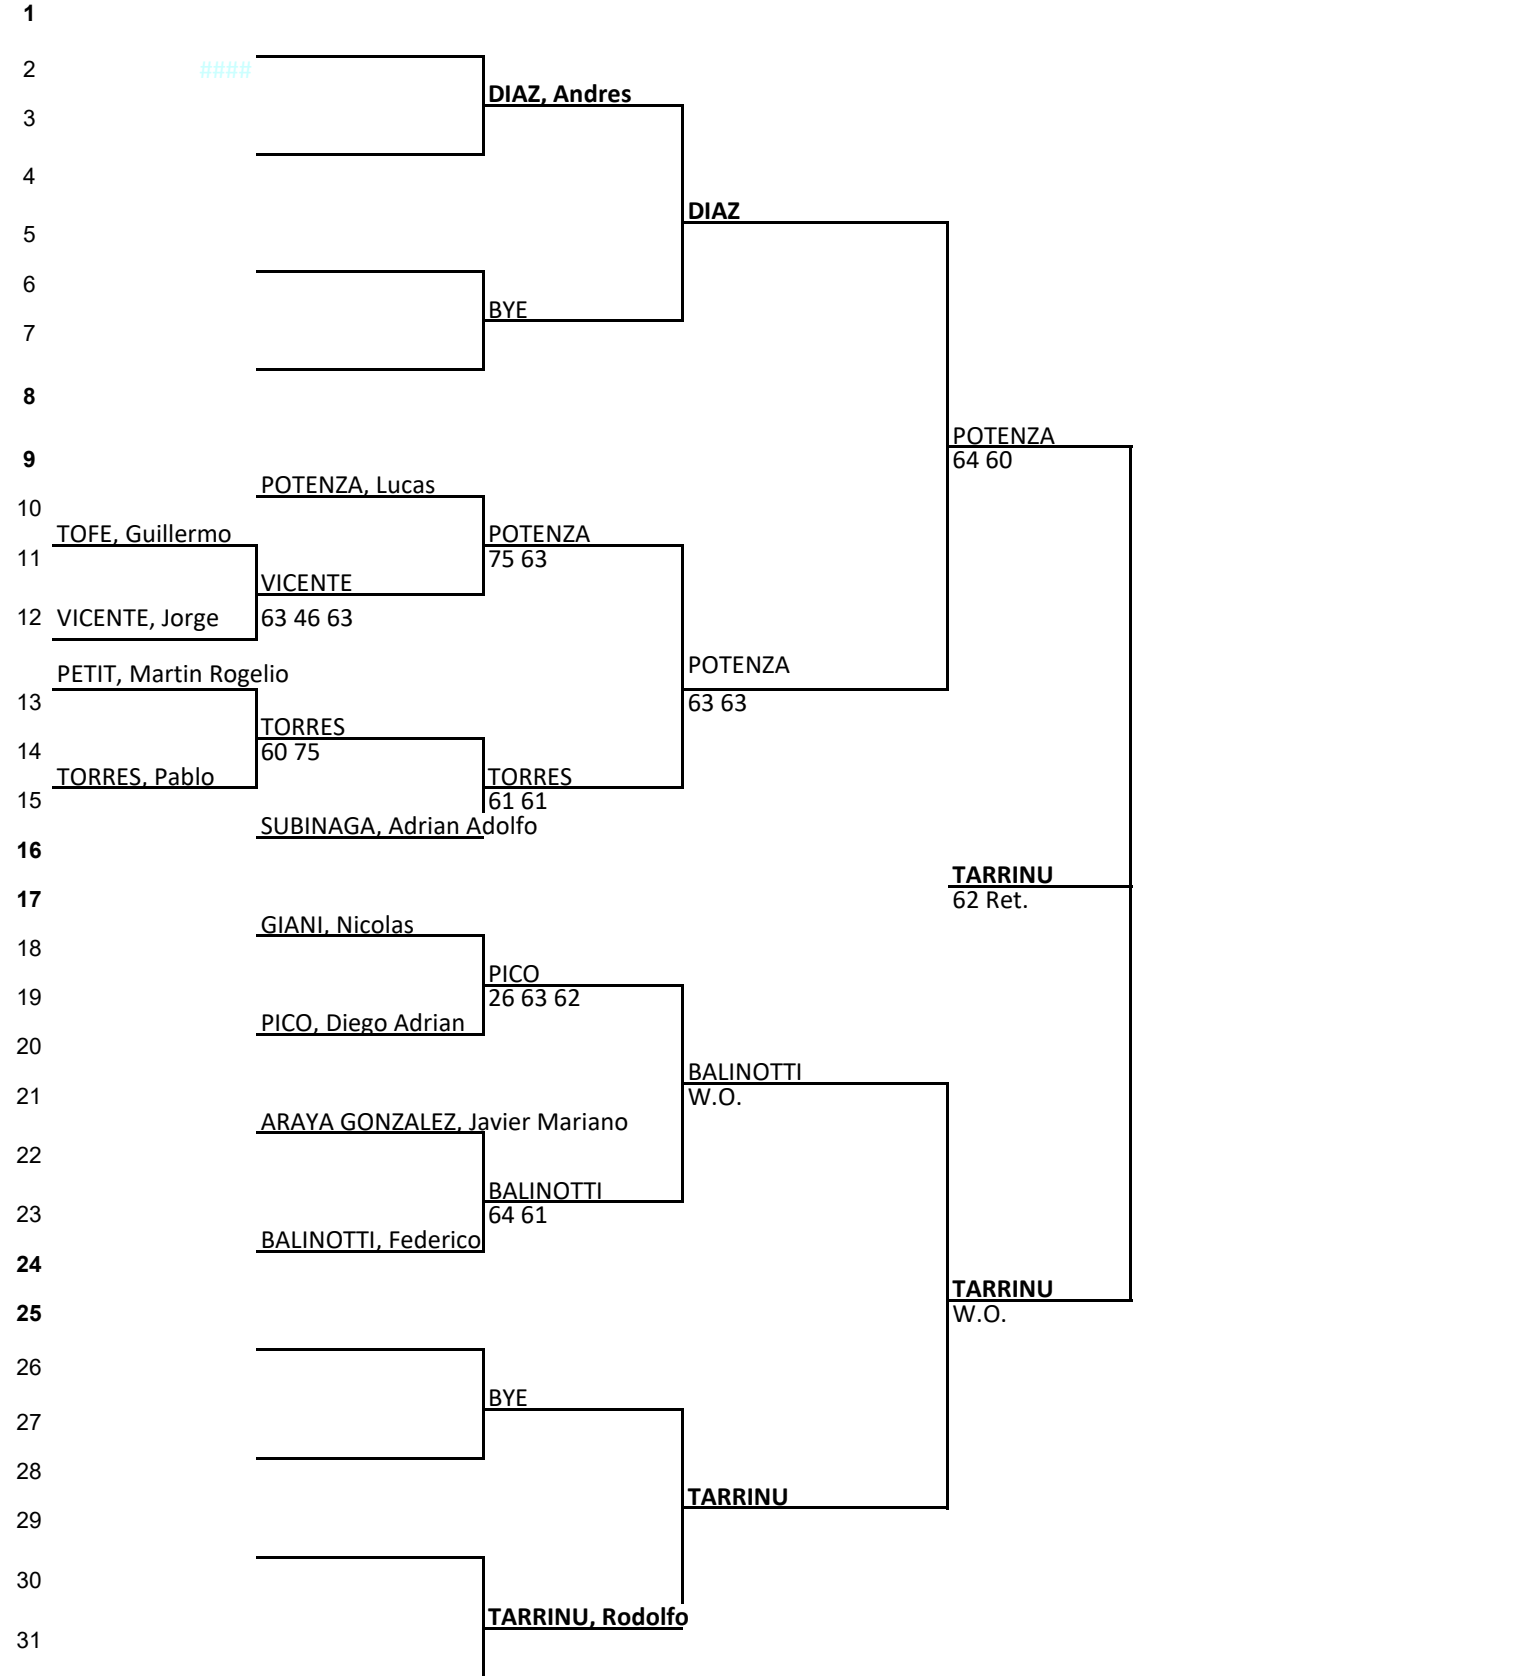 1
2 ####
DIAZ, Andres
3
4
DIAZ
5
6
BYE
7
8
POTENZA
9 64 60
POTENZA, Lucas
10
TOFE, Guillermo POTENZA
11 75 63
VICENTE
12 VICENTE, Jorge 63 46 63
POTENZA
PETIT, Martin Rogelio
13 63 63
TORRES
14 60 75
TORRES, Pablo TORRES
15 61 61
SUBINAGA, Adrian Adolfo
16
TARRINU
17 62 Ret.
GIANI, Nicolas
18
PICO
19 26 63 62
PICO, Diego Adrian
20
BALINOTTI
21 W.O.
ARAYA GONZALEZ, Javier Mariano
22
BALINOTTI
23 64 61
BALINOTTI, Federico
24
TARRINU
25 W.O.
26
BYE
27
28
TARRINU
29
30
TARRINU, Rodolfo
31